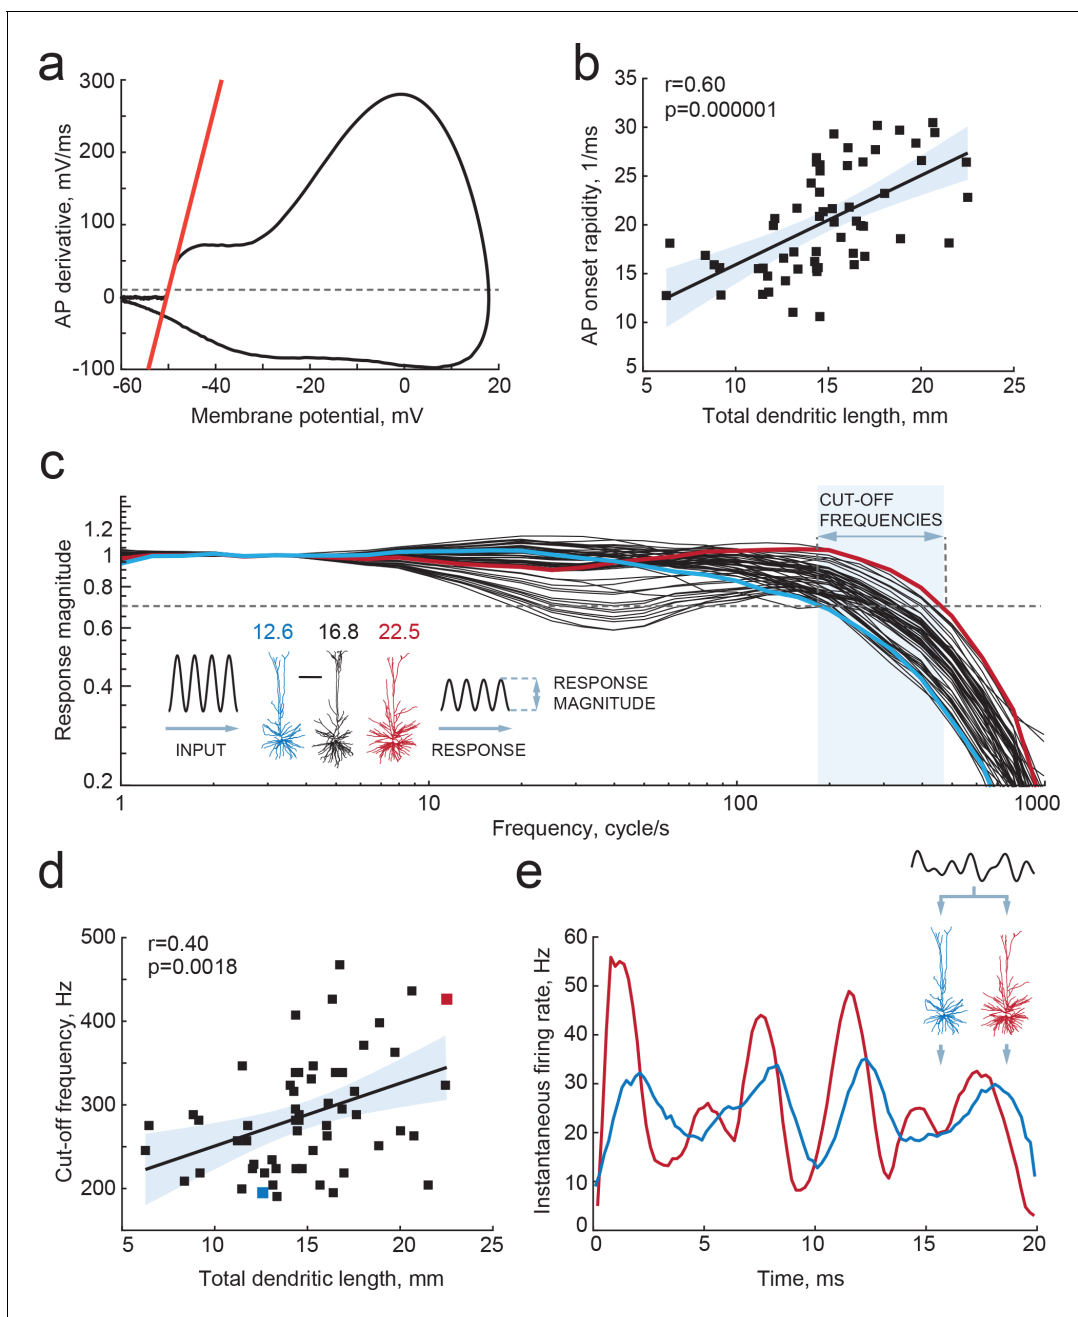 a
300
200
100
0
-100
-60
-40
-20
0
20
AP derivative, mV/ms
Membrane potential, mV
b
r=0.60
p=0.000001
35
30
25
20
15
10
5
5
10
15
20
25
AP onset rapidity, 1/ms
Total dendritic length, mm
c
CUT-OFF
FREQUENCIES
1.2
1
0.8
0.6
0.4
0.2
Response magnitude
12.6
16.8
22.5
INPUT
RESPONSE
RESPONSE
MAGNITUDE
1
10
100
1000
Frequency, cycle/s
d
r=0.40
p=0.0018
500
400
300
200
5
10
15
20
25
Cut-off frequency, Hz
Total dendritic length, mm
e
60
50
40
30
20
10
0
0
5
10
15
20
Instantaneous firing rate, Hz
Time, ms